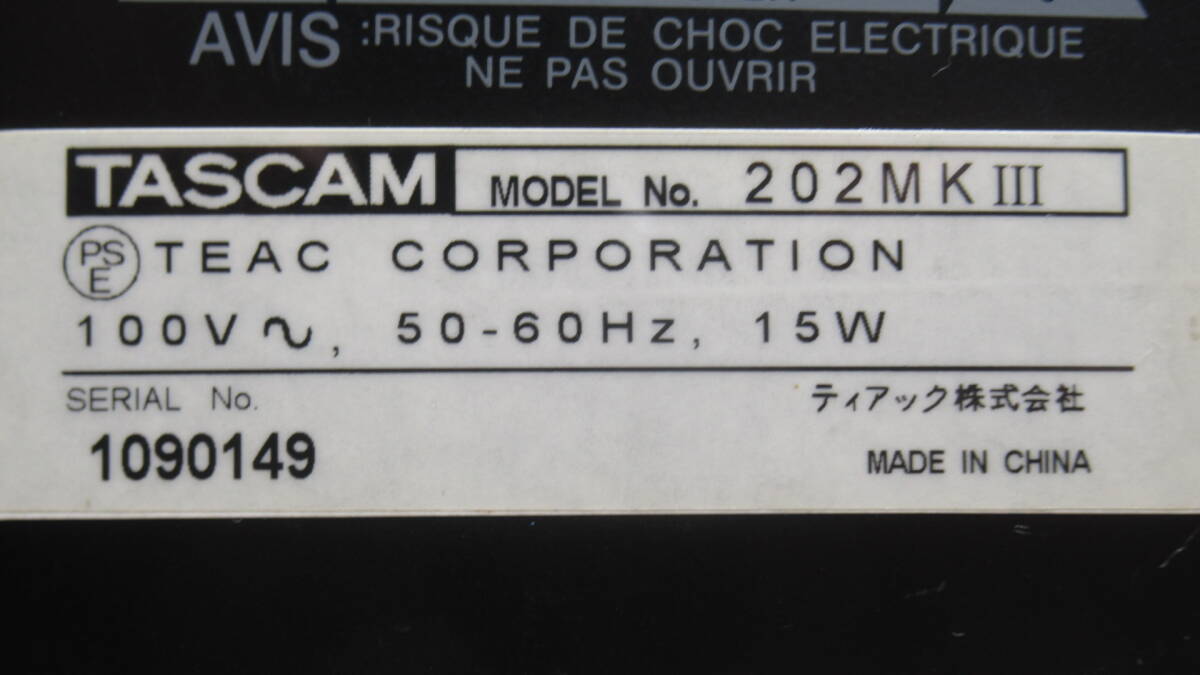 AVIS :RISQUE DE CHOC ELECTRIQUE
NE PAS OUVRIR
TASCAM MODEL No. 202MKIII
PSE TEAC CORPORATION
100V∿, 50-60Hz, 15W
SERIAL No. ティアック株式会社
1090149 MADE IN CHINA